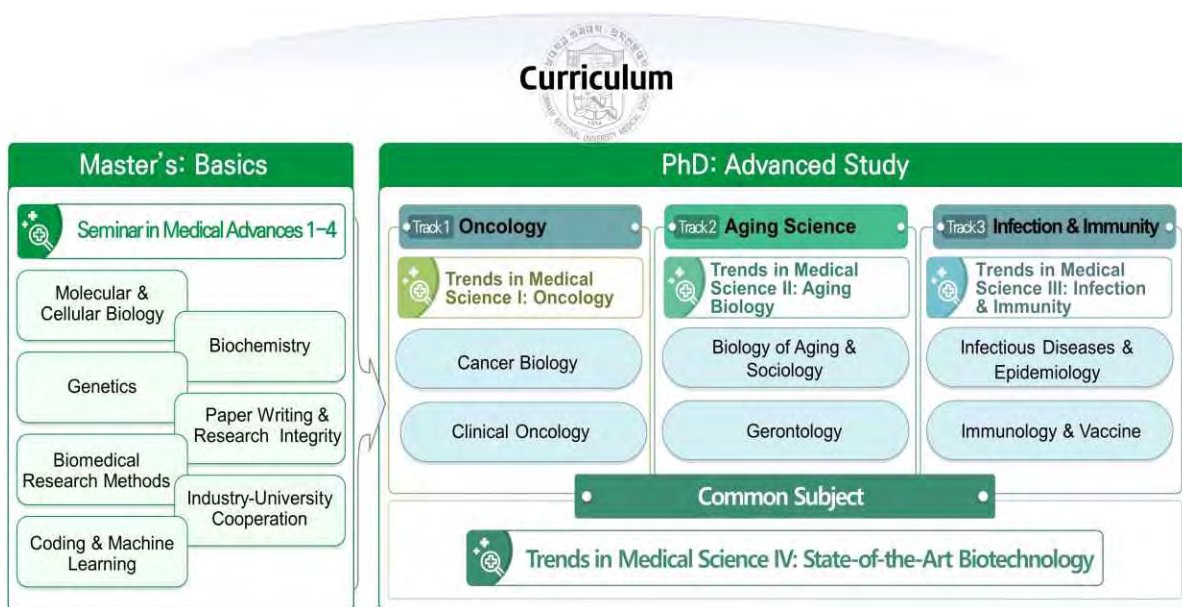 Curriculum
Master's: Basics
Seminar in Medical Advances 1-4
Molecular &
Cellular Biology
Biochemistry
Genetics
Paper Writing &
Research Integrity
Biomedical
Research Methods
Industry-University
Cooperation
Coding & Machine
Learning
PhD: Advanced Study
Track1 Oncology
Trends in Medical
Science I: Oncology
Cancer Biology
Clinical Oncology
Track2 Aging Science
Trends in Medical
Science II: Aging
Biology
Biology of Aging &
Sociology
Gerontology
Track3 Infection & Immunity
Trends in Medical
Science III: Infection
& Immunity
Infectious Diseases &
Epidemiology
Immunology & Vaccine
Common Subject
Trends in Medical Science IV: State-of-the-Art Biotechnology